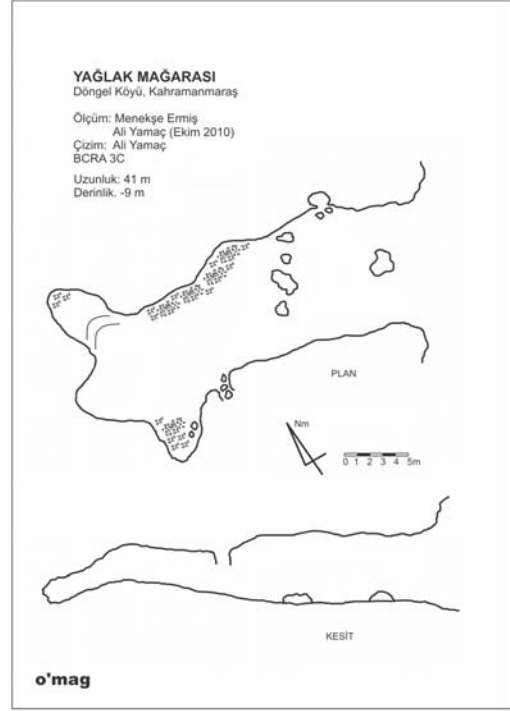 YAĞLAK MAĞARASI
Döngel Köyü, Kahramanmaraş
Ölçüm: Menekşe Ermiş
Ali Yamaç (Ekim 2010)
Çizim: Ali Yamaç
BCRA 3C
Uzunluk: 41 m
Derinlik. -9 m
PLAN
Nm
0 1 2 3 4 5m
KESİT
o'mag